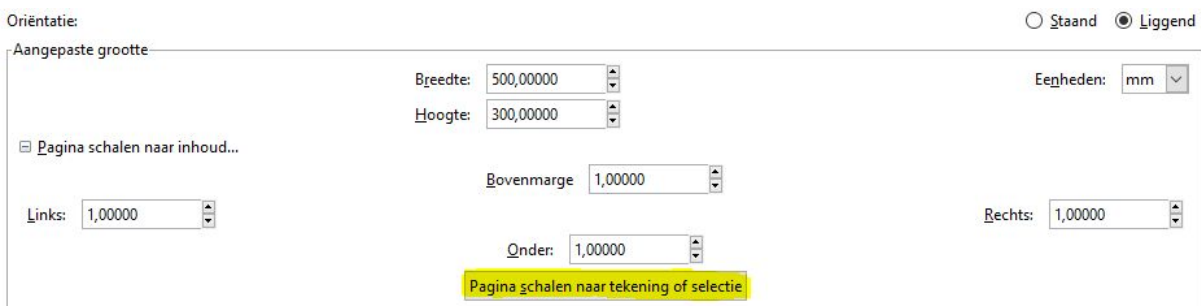 Oriëntatie: Staand Liggend
Aangepaste grootte
Breedte: 500,00000 Eenheden: mm
Hoogte: 300,00000
Pagina schalen naar inhoud...
Bovenmarge 1,00000
Links: 1,00000 Rechts: 1,00000
Onder: 1,00000
Pagina schalen naar tekening of selectie